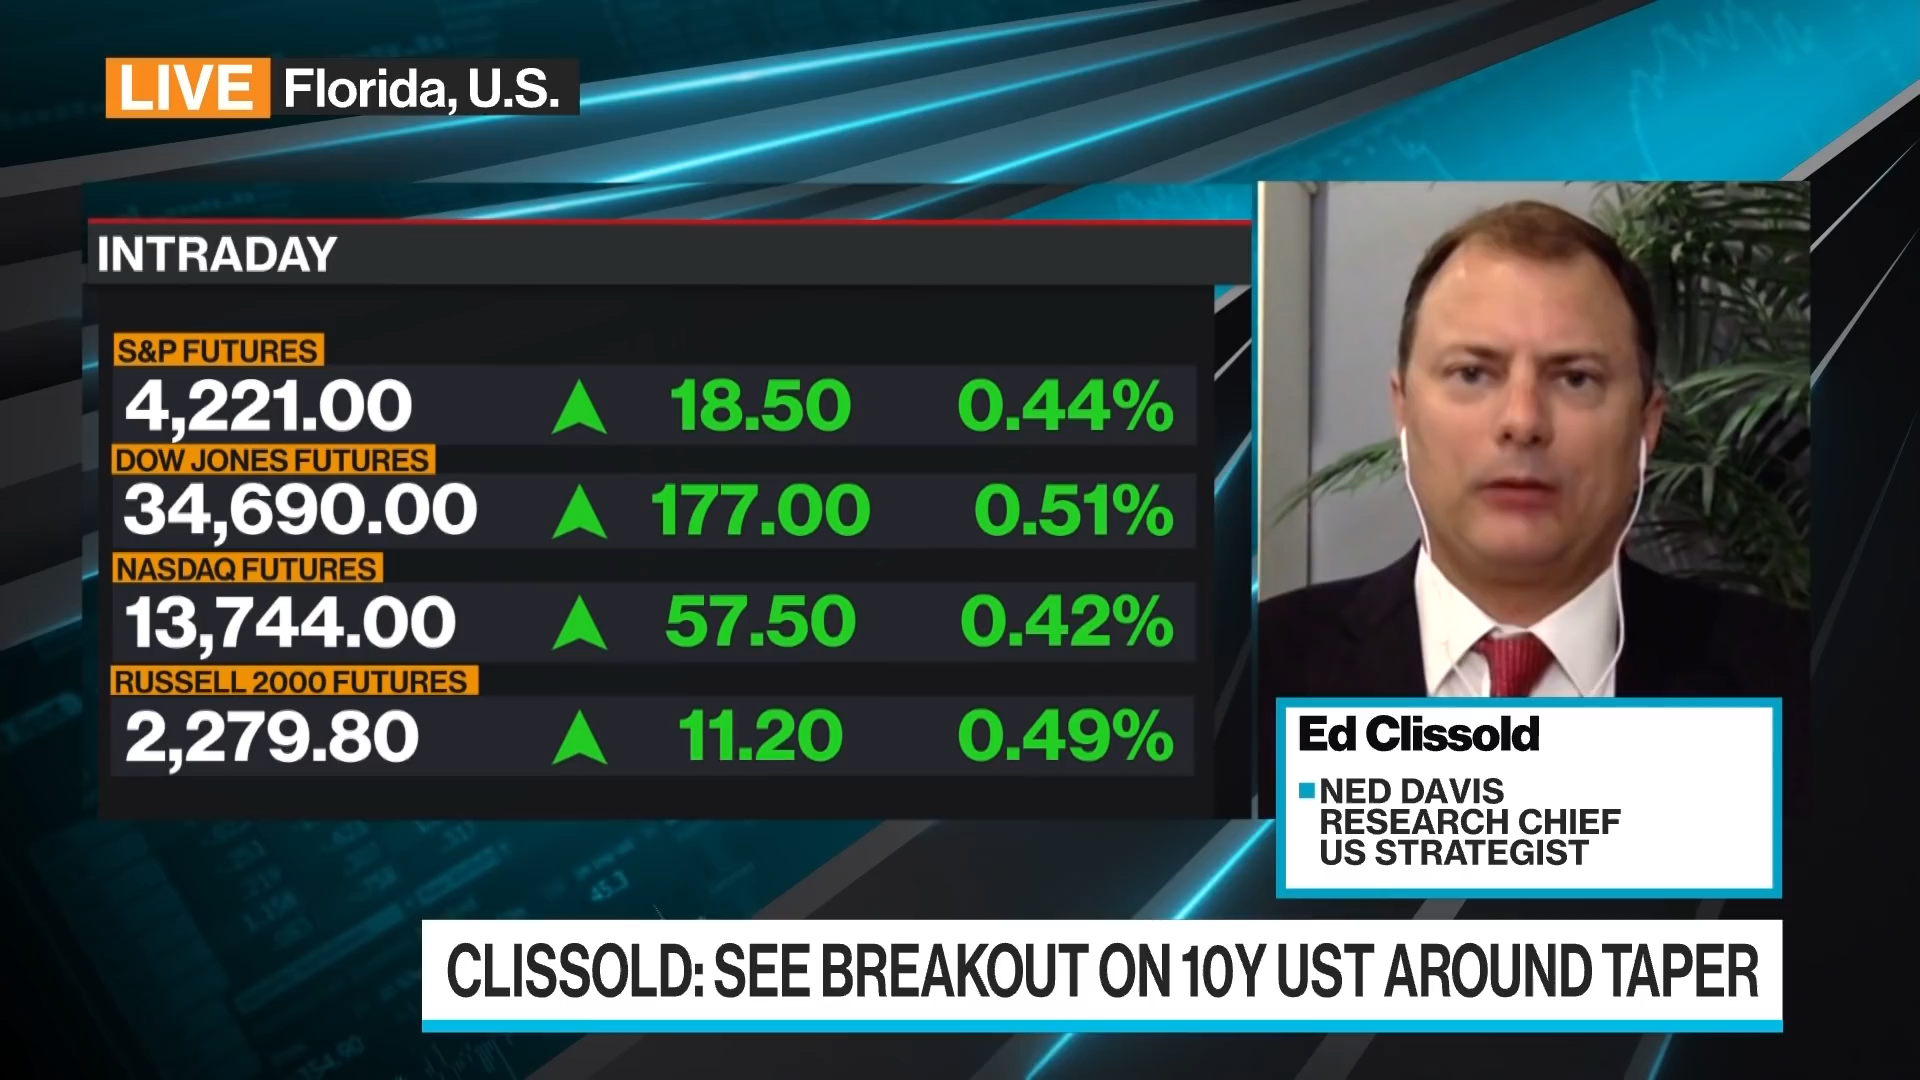 LIVE Florida, U.S.
INTRADAY
S&P FUTURES
4,221.00 18.50 0.44%
DOW JONES FUTURES
34,690.00 177.00 0.51%
NASDAQ FUTURES
13,744.00 57.50 0.42%
RUSSELL 2000 FUTURES
2,279.80 11.20 0.49%
Ed Clissold
NED DAVIS
RESEARCH CHIEF
US STRATEGIST
45.3
CLISSOLD: SEE BREAKOUT ON 10Y UST AROUND TAPER